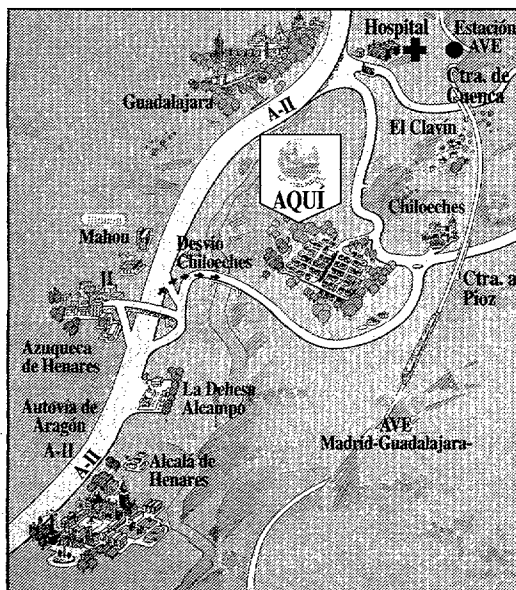 Hospital
Estación
AVE
Ctra. de
Cuenca
Guadalajara
A-II
El Clavín
AQUÍ
Chiloeches
Mahou
Desvío
Chiloeches
Ctra. a
Pioz
Azuqueca
de Henares
La Dehesa
Alcampo
Autovía de
Aragón
A-II
A-II
AVE
Madrid-Guadalajara-
Alcalá de
Henares